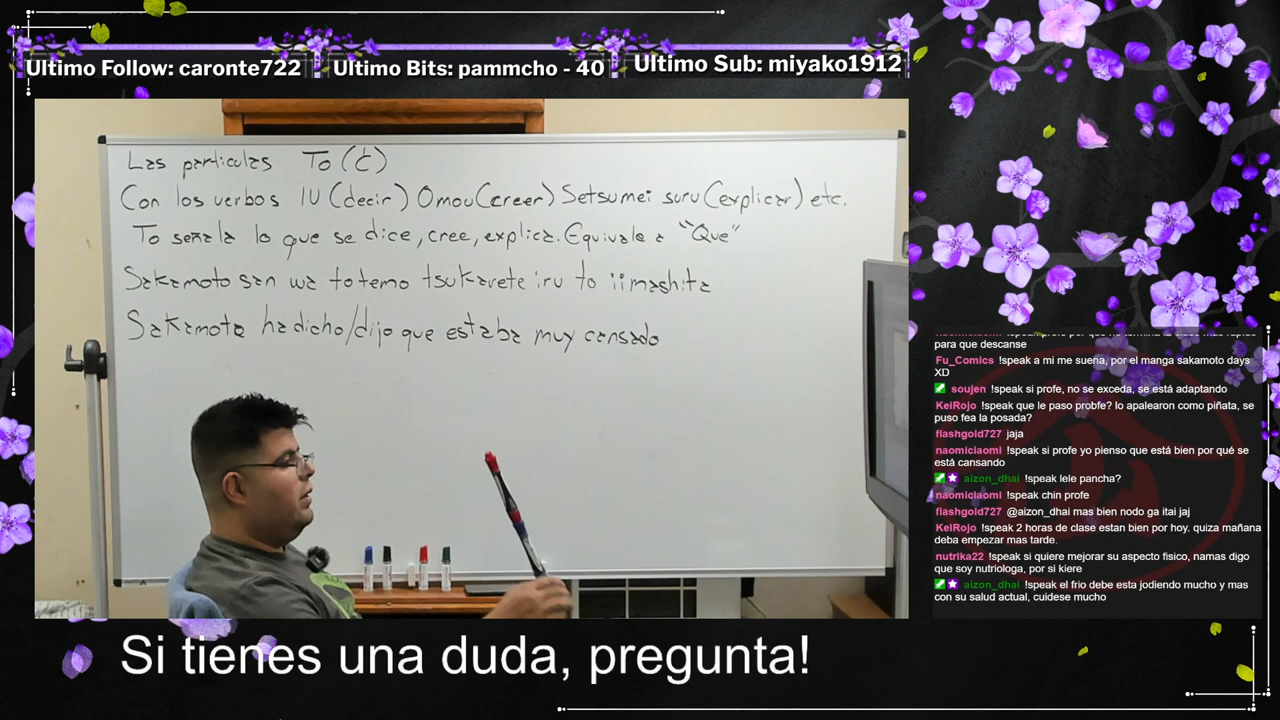 Ultimo Follow: caronte722
Ultimo Bits: pammcho - 40
Ultimo Sub: miyako1912
Las particulas To (と)
Con los verbos IU (decir) Omou (creer) Setsumei suru (explicar) etc.
To señala lo que se dice, cree, explica. Equivale a "Que"
Sakamoto san wa totemo tsukarete iru to iimashita
Sakamoto ha dicho/dijo que estaba muy cansado
para que descanse
Fu_Comics !speak a mi me suena, por el manga sakamoto days
XD
soujen !speak si profe, no se exceda, se está adaptando
KeiRojo !speak que le paso probfe? lo apalearon como piñata, se
puso fea la posada?
flashgold727 jaja
naomiciaomi !speak si profe yo pienso que está bien por qué se
está cansando
aizon_dhai !speak lele pancha?
naomiciaomi !speak chin profe
flashgold727 @aizon_dhai mas bien nodo ga itai jaj
KeiRojo !speak 2 horas de clase estan bien por hoy. quiza mañana
deba empezar mas tarde.
nutrika22 !speak si quiere mejorar su aspecto fisico, namas digo
que soy nutriologa, por si kiere
aizon_dhai !speak el frio debe esta jodiendo mucho y mas
con su salud actual, cuidese mucho
Si tienes una duda, pregunta!